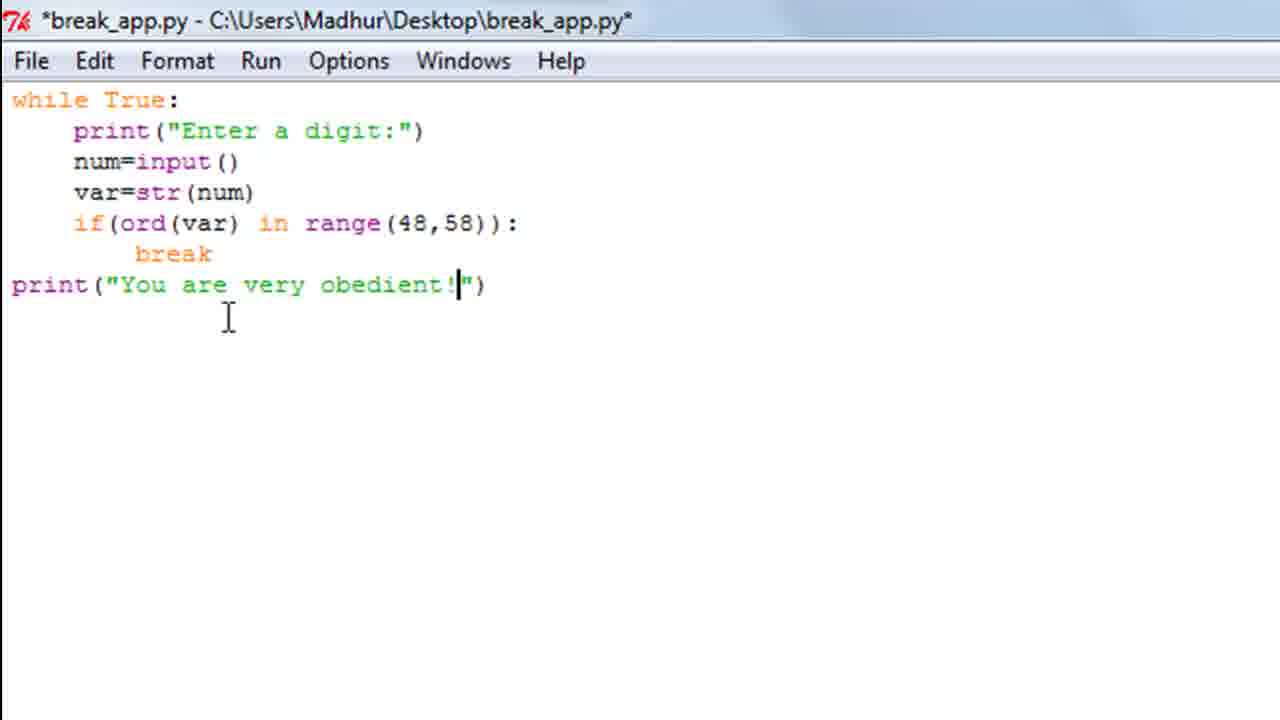 *break_app.py - C:\Users\Madhur\Desktop\break_app.py*
File Edit Format Run Options Windows Help
while True:
    print("Enter a digit:")
    num=input()
    var=str(num)
    if(ord(var) in range(48,58)):
        break
print("You are very obedient!")